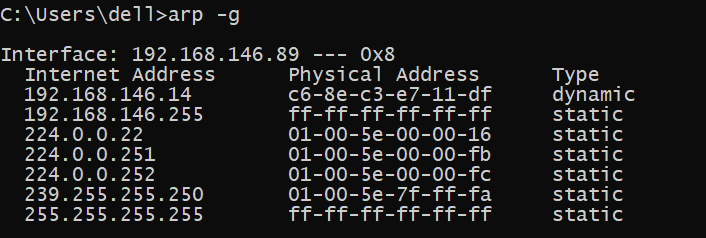 C:\Users\dell>arp -g
Interface: 192.168.146.89 --- 0x8
Internet Address Physical Address Type
192.168.146.14 c6-8e-c3-e7-11-df dynamic
192.168.146.255 ff-ff-ff-ff-ff-ff static
224.0.0.22 01-00-5e-00-00-16 static
224.0.0.251 01-00-5e-00-00-fb static
224.0.0.252 01-00-5e-00-00-fc static
239.255.255.250 01-00-5e-7f-ff-fa static
255.255.255.255 ff-ff-ff-ff-ff-ff static